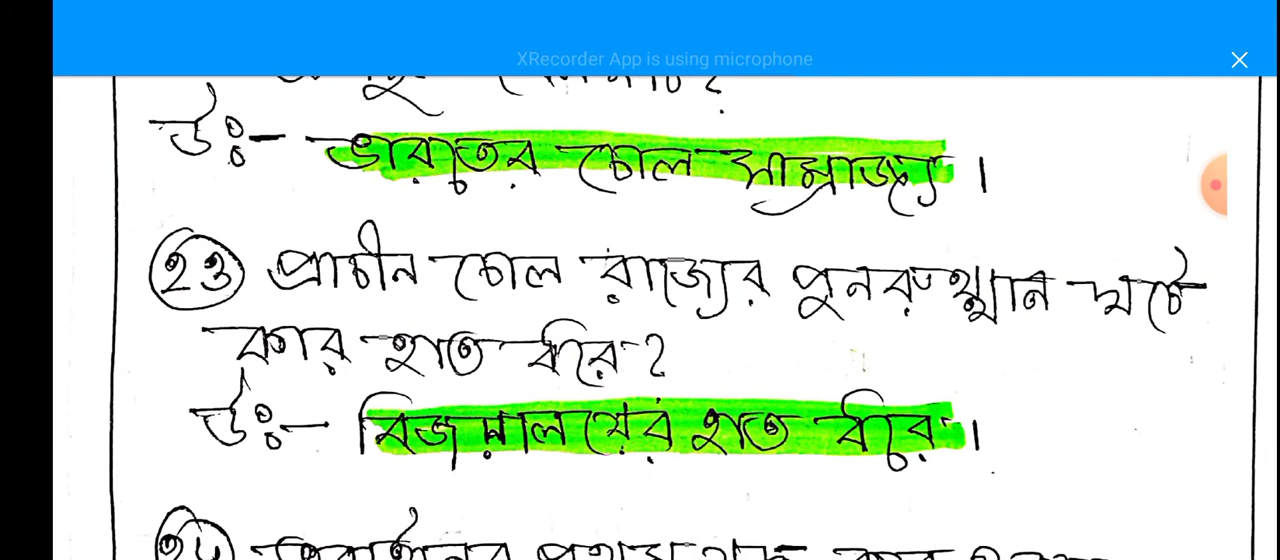 XRecorder App is using microphone
উঃ- ভারতের চোল সাম্রাজ্য।
২৩ প্রাচীন চোল রাজ্যের পুনরুত্থান ঘটে
কার হাত ধরে?
উঃ- বিজয়ালয়ের হাত ধরে।